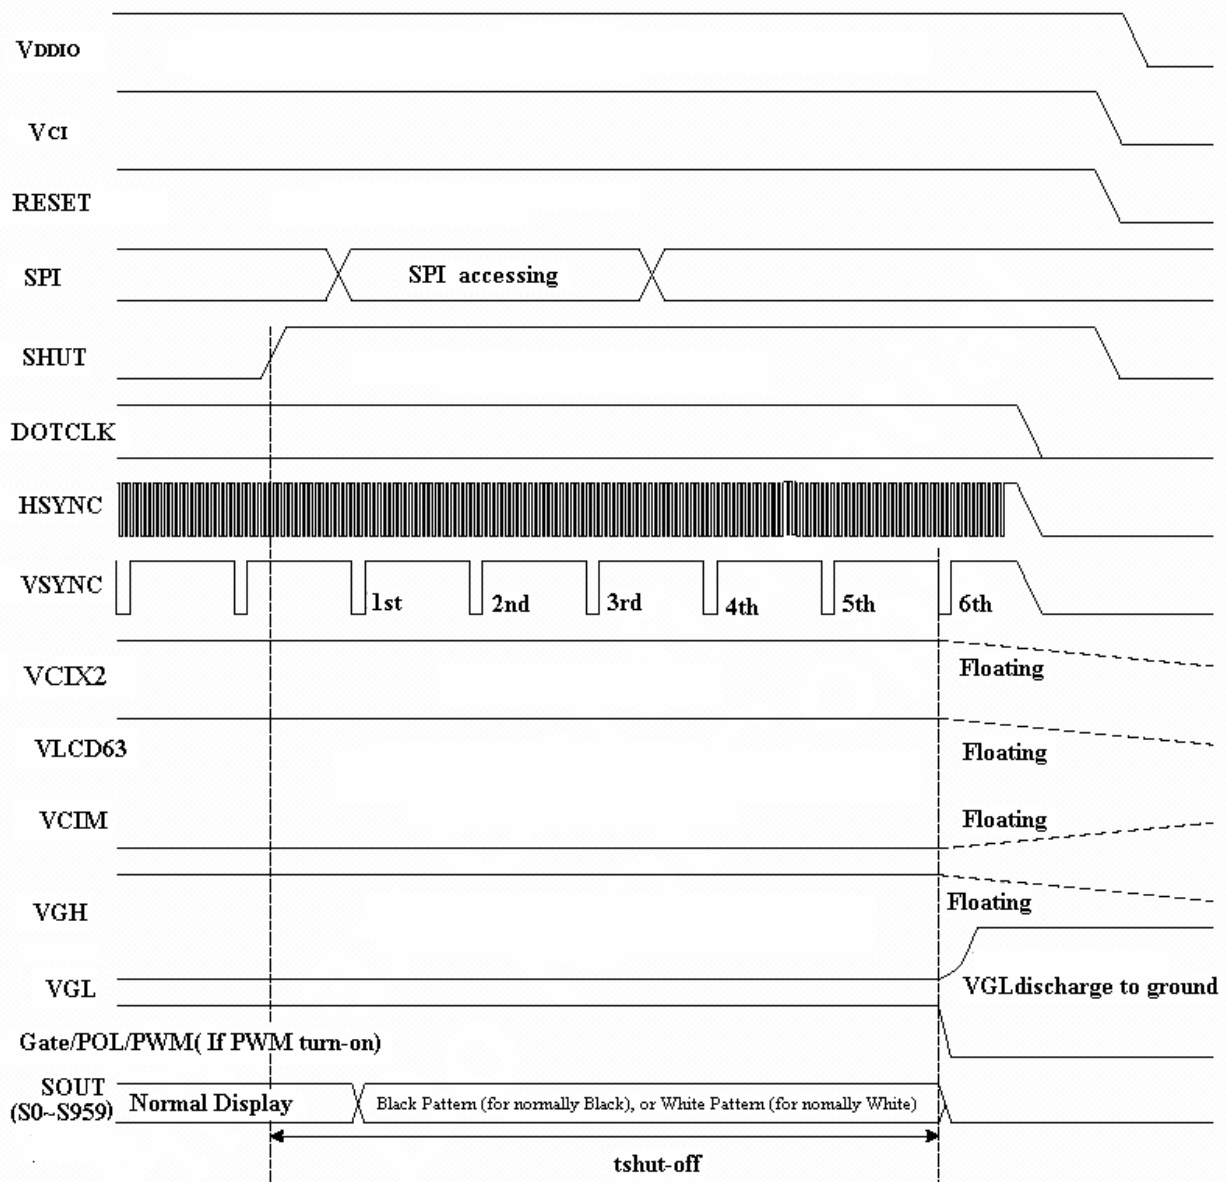 VDDIO
VCI
RESET
SPI
SPI accessing
SHUT
DOTCLK
HSYNC
VSYNC
1st
2nd
3rd
4th
5th
6th
VCIX2
Floating
VLCD63
Floating
VCIM
Floating
VGH
Floating
VGL
VGLdischarge to ground
Gate/POL/PWM( If PWM turn-on)
SOUT
(S0~S959)
Normal Display
Black Pattern (for normally Black), or White Pattern (for nomally White)
tshut-off